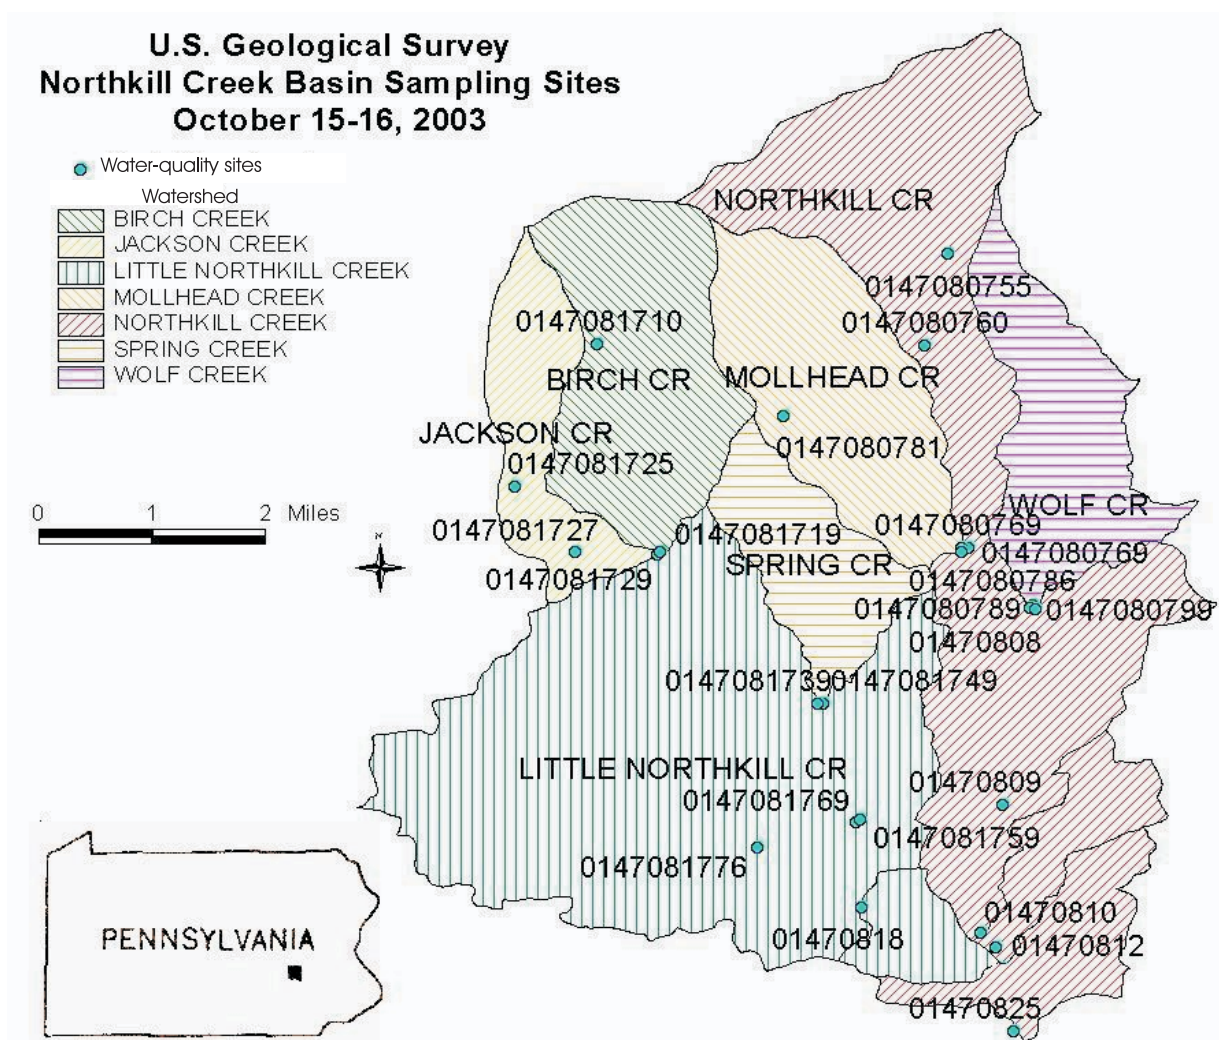 U.S. Geological Survey
Northkill Creek Basin Sampling Sites
October 15-16, 2003
Water-quality sites
Watershed
BIRCH CREEK
JACKSON CREEK
LITTLE NORTHKILL CREEK
MOLLHEAD CREEK
NORTHKILL CREEK
SPRING CREEK
WOLF CREEK
NORTHKILL CR
0147080755
0147081710
0147080760
BIRCH CR
MOLLHEAD CR
JACKSON CR
0147080781
0147081725
WOLF CR
0 1 2 Miles
N
0147081727
0147081719
0147080769
0147080769
SPRING CR
0147081729
0147080786
0147080789
0147080799
01470808
0147081739
0147081749
LITTLE NORTHKILL CR
01470809
0147081769
0147081759
0147081776
01470810
01470818
01470812
01470825
PENNSYLVANIA